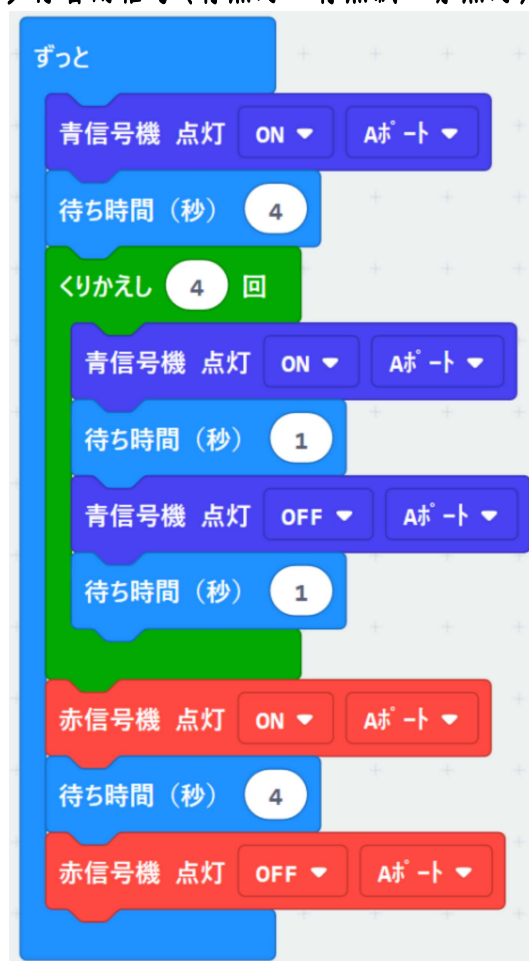 ずっと
青信号機 点灯 ON Aﾎﾟｰﾄ
待ち時間（秒） 4
くりかえし 4 回
青信号機 点灯 ON Aﾎﾟｰﾄ
待ち時間（秒） 1
青信号機 点灯 OFF Aﾎﾟｰﾄ
待ち時間（秒） 1
赤信号機 点灯 ON Aﾎﾟｰﾄ
待ち時間（秒） 4
赤信号機 点灯 OFF Aﾎﾟｰﾄ